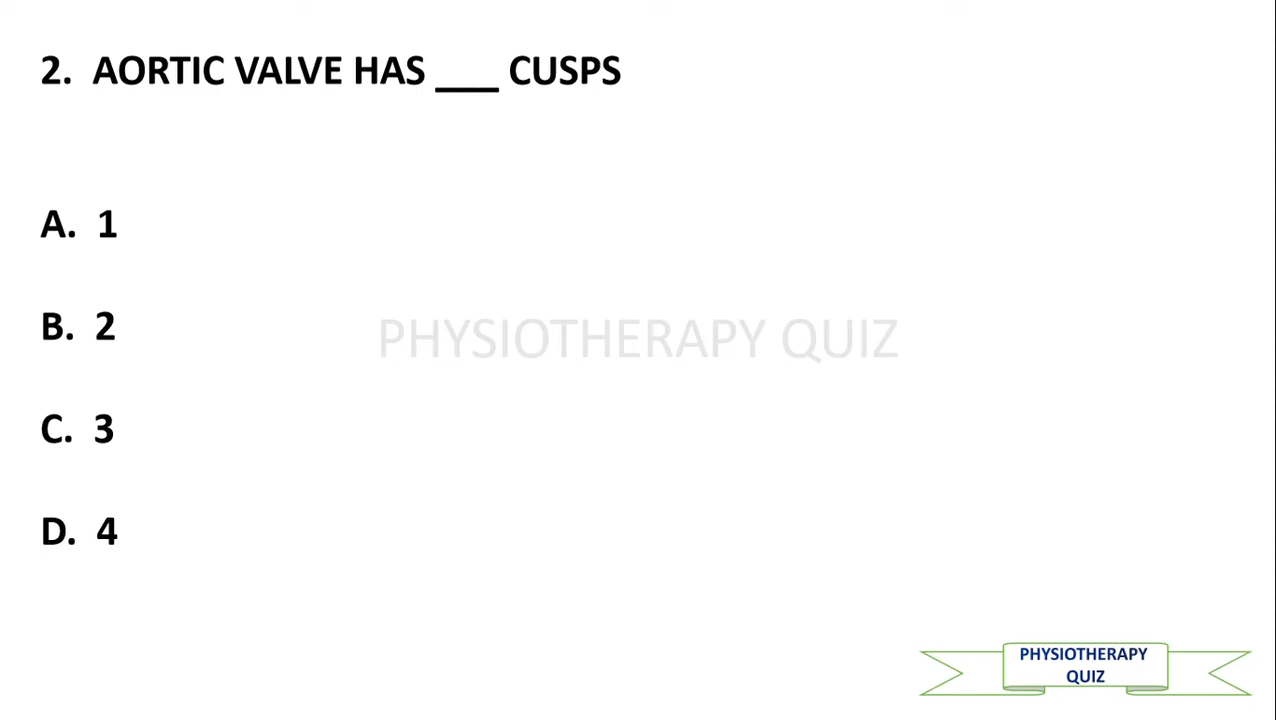 2. AORTIC VALVE HAS ___ CUSPS
A. 1
B. 2
PHYSIOTHERAPY QUIZ
C. 3
D. 4
PHYSIOTHERAPY
QUIZ